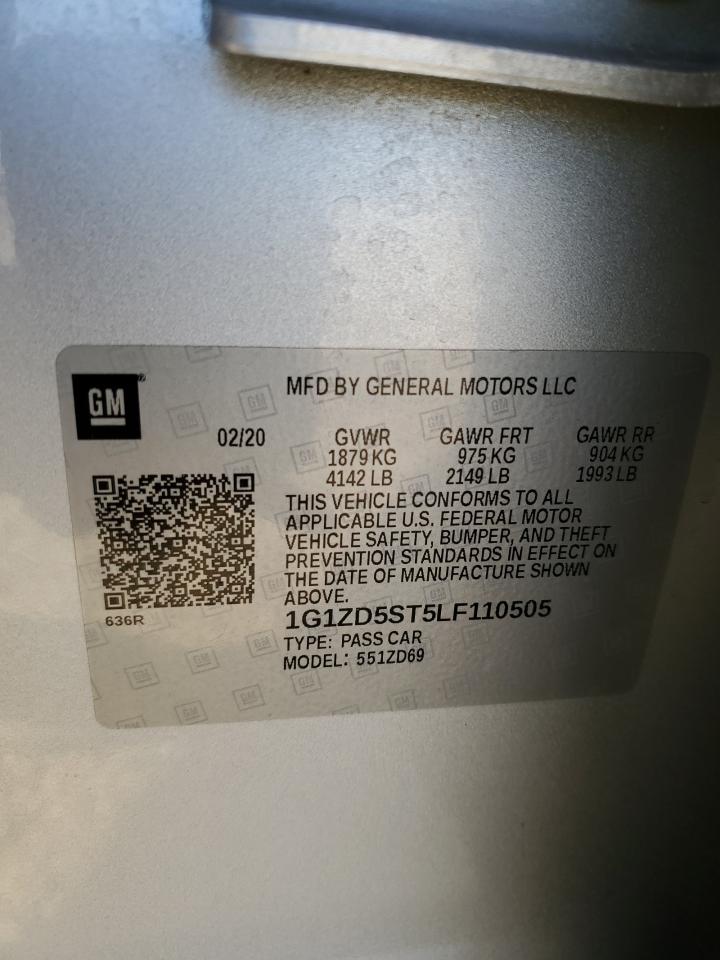 GM
MFD BY GENERAL MOTORS LLC
02/20 GVWR GAWR FRT GAWR RR
1879 KG 975 KG 904 KG
4142 LB 2149 LB 1993 LB
THIS VEHICLE CONFORMS TO ALL
APPLICABLE U.S. FEDERAL MOTOR
VEHICLE SAFETY, BUMPER, AND THEFT
PREVENTION STANDARDS IN EFFECT ON
THE DATE OF MANUFACTURE SHOWN
ABOVE.
636R
1G1ZD5ST5LF110505
TYPE: PASS CAR
MODEL: 551ZD69